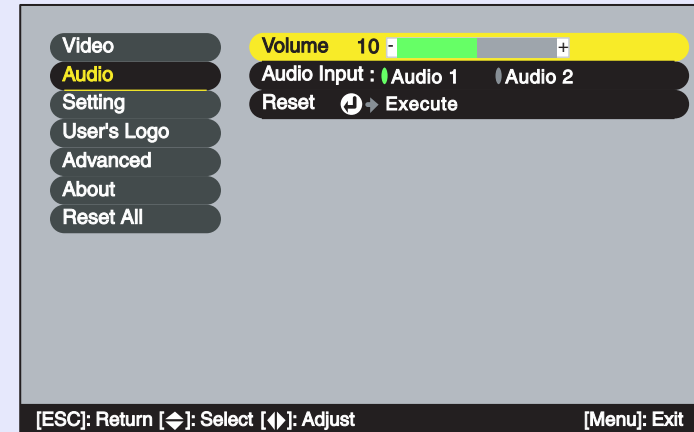 Video
Audio
Setting
User's Logo
Advanced
About
Reset All
Volume 10 - +
Audio Input : Audio 1 Audio 2
Reset Execute
[ESC]: Return []: Select []: Adjust [Menu]: Exit